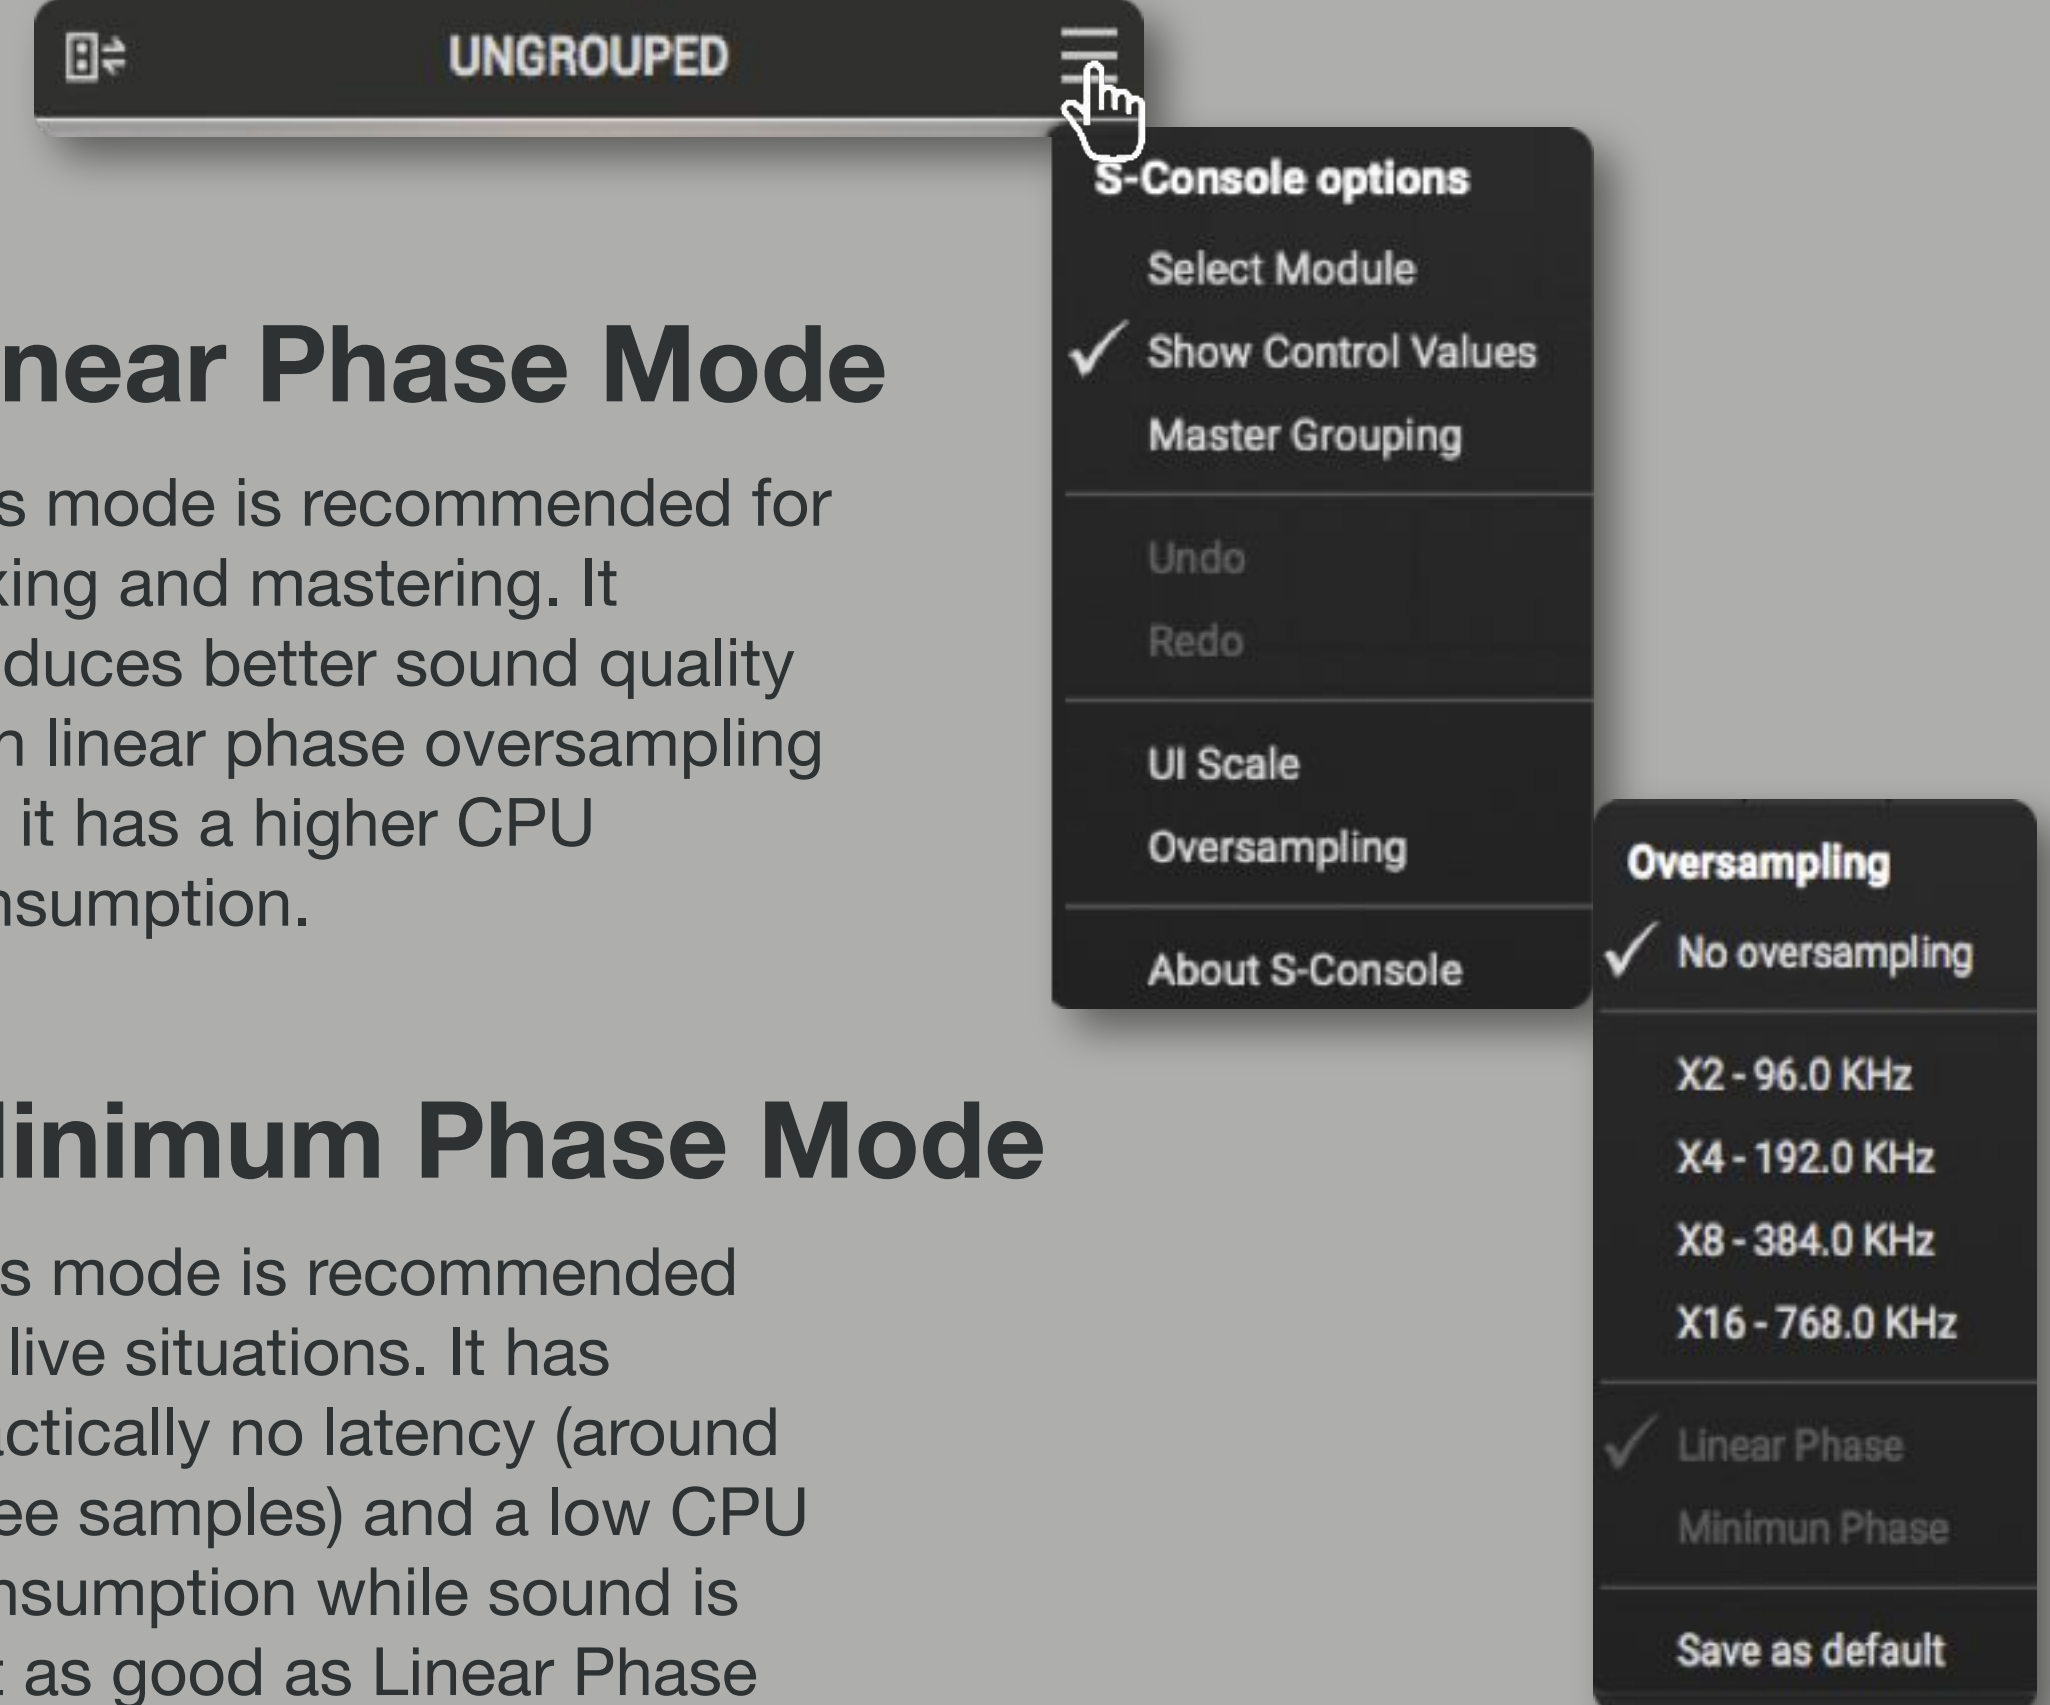 UNGROUPED
S-Console options
Select Module
Show Control Values
Master Grouping
Undo
Redo
UI Scale
Oversampling
About S-Console
Oversampling
No oversampling
X2 - 96.0 KHz
X4 - 192.0 KHz
X8 - 384.0 KHz
X16 - 768.0 KHz
Linear Phase
Minimun Phase
Save as default
near Phase Mode
s mode is recommended for
xing and mastering. It
duces better sound quality
n linear phase oversampling
it has a higher CPU
nsumption.
linimum Phase Mode
s mode is recommended
live situations. It has
actically no latency (around
ee samples) and a low CPU
nsumption while sound is
t as good as Linear Phase